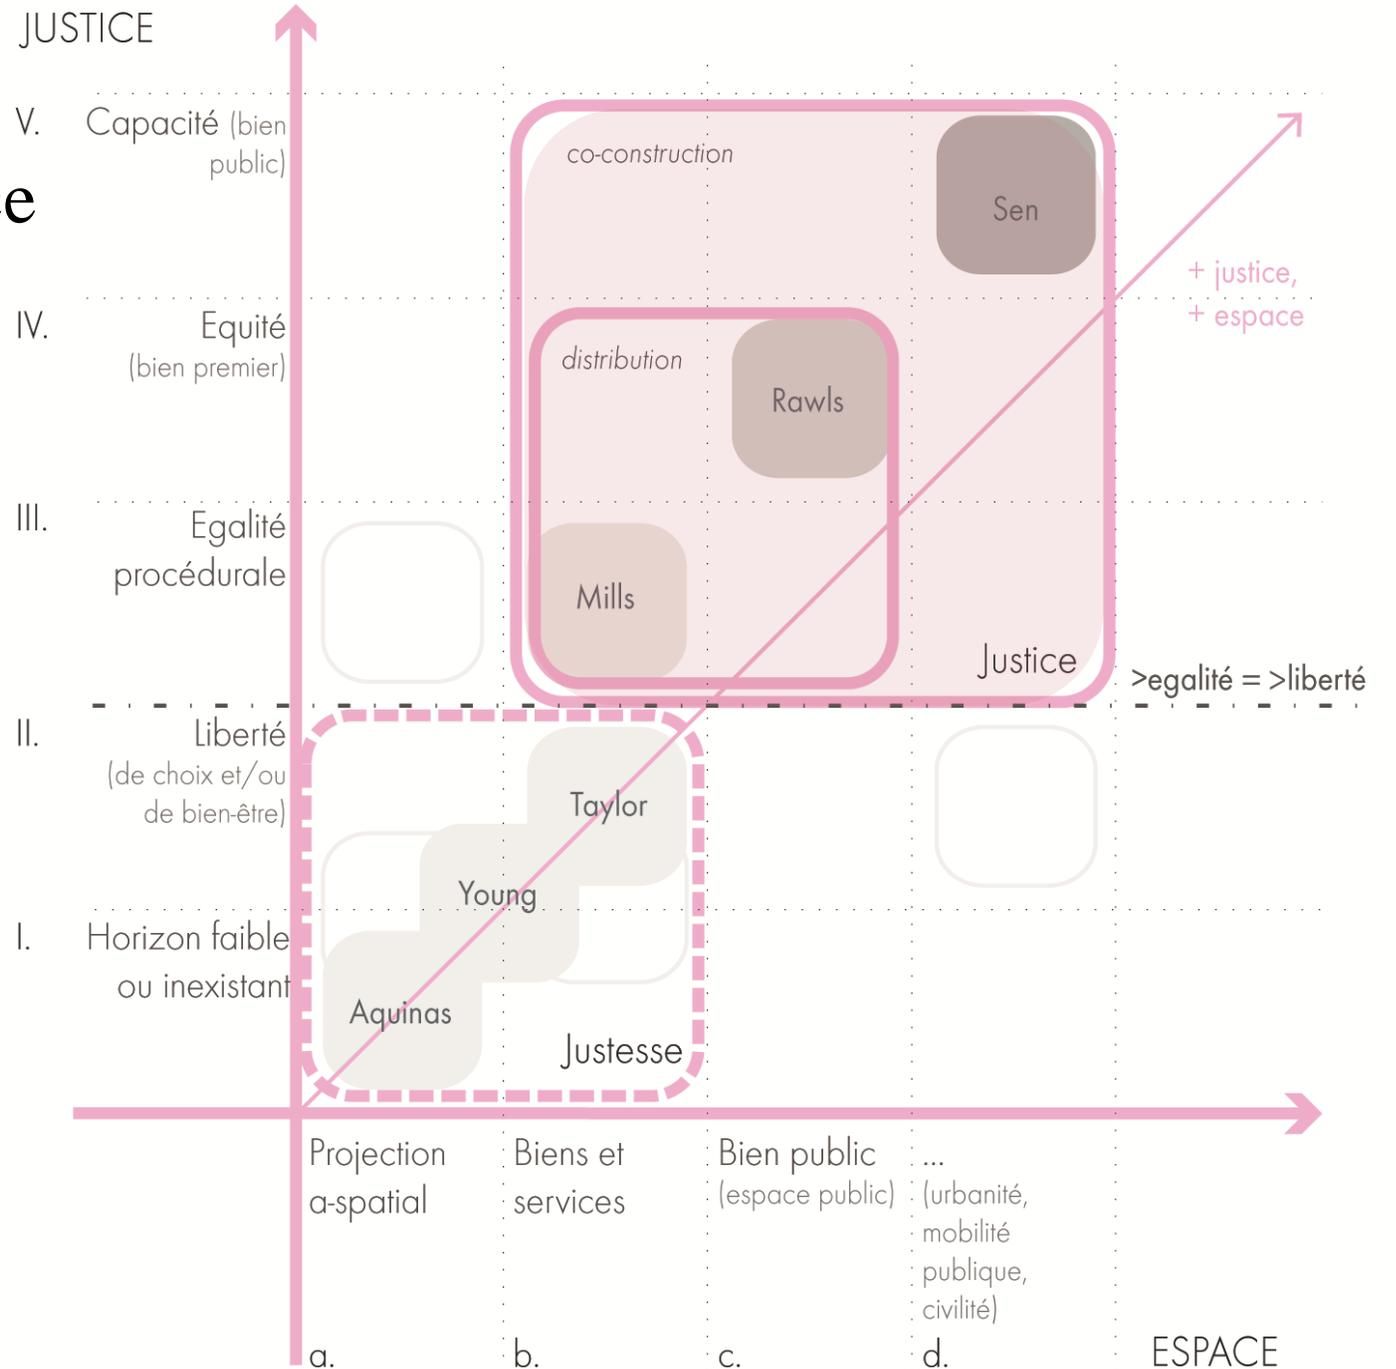 JUSTICE
V.
Capacité (bien
public)
e
co-construction
Sen
+ justice,
+ espace
IV.
Equité
(bien premier)
distribution
Rawls
III.
Egalité
procédurale
Mills
Justice
>egalité = >liberté
II.
Liberté
(de choix et/ou
de bien-être)
Taylor
Young
I.
Horizon faible
ou inexistant
Aquinas
Justesse
Projection
a-spatial
Biens et
services
Bien public
(espace public)
...
(urbanité,
mobilité
publique,
civilité)
a.
b.
c.
d.
ESPACE